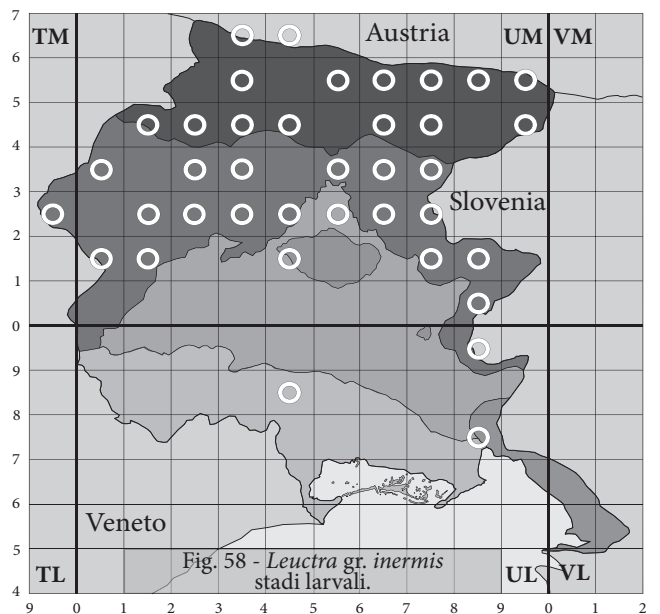 7
TM
Austria
UM
VM
6
5
4
3
Slovenia
2
1
0
9
8
7
6
Veneto
5
Fig. 58 - Leuctra gr. inermis
stadi larvali.
TL
UL
VL
4
9 0 1 2 3 4 5 6 7 8 9 0 1 2